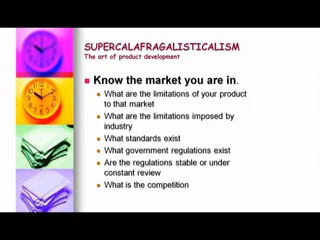 SUPERCALAFRAGALISTICALISM
The art of product development
Know the market you are in.
What are the limitations of your product
to that market
What are the limitations imposed by
industry
What standards exist
What government regulations exist
Are the regulations stable or under
constant review
What is the competition